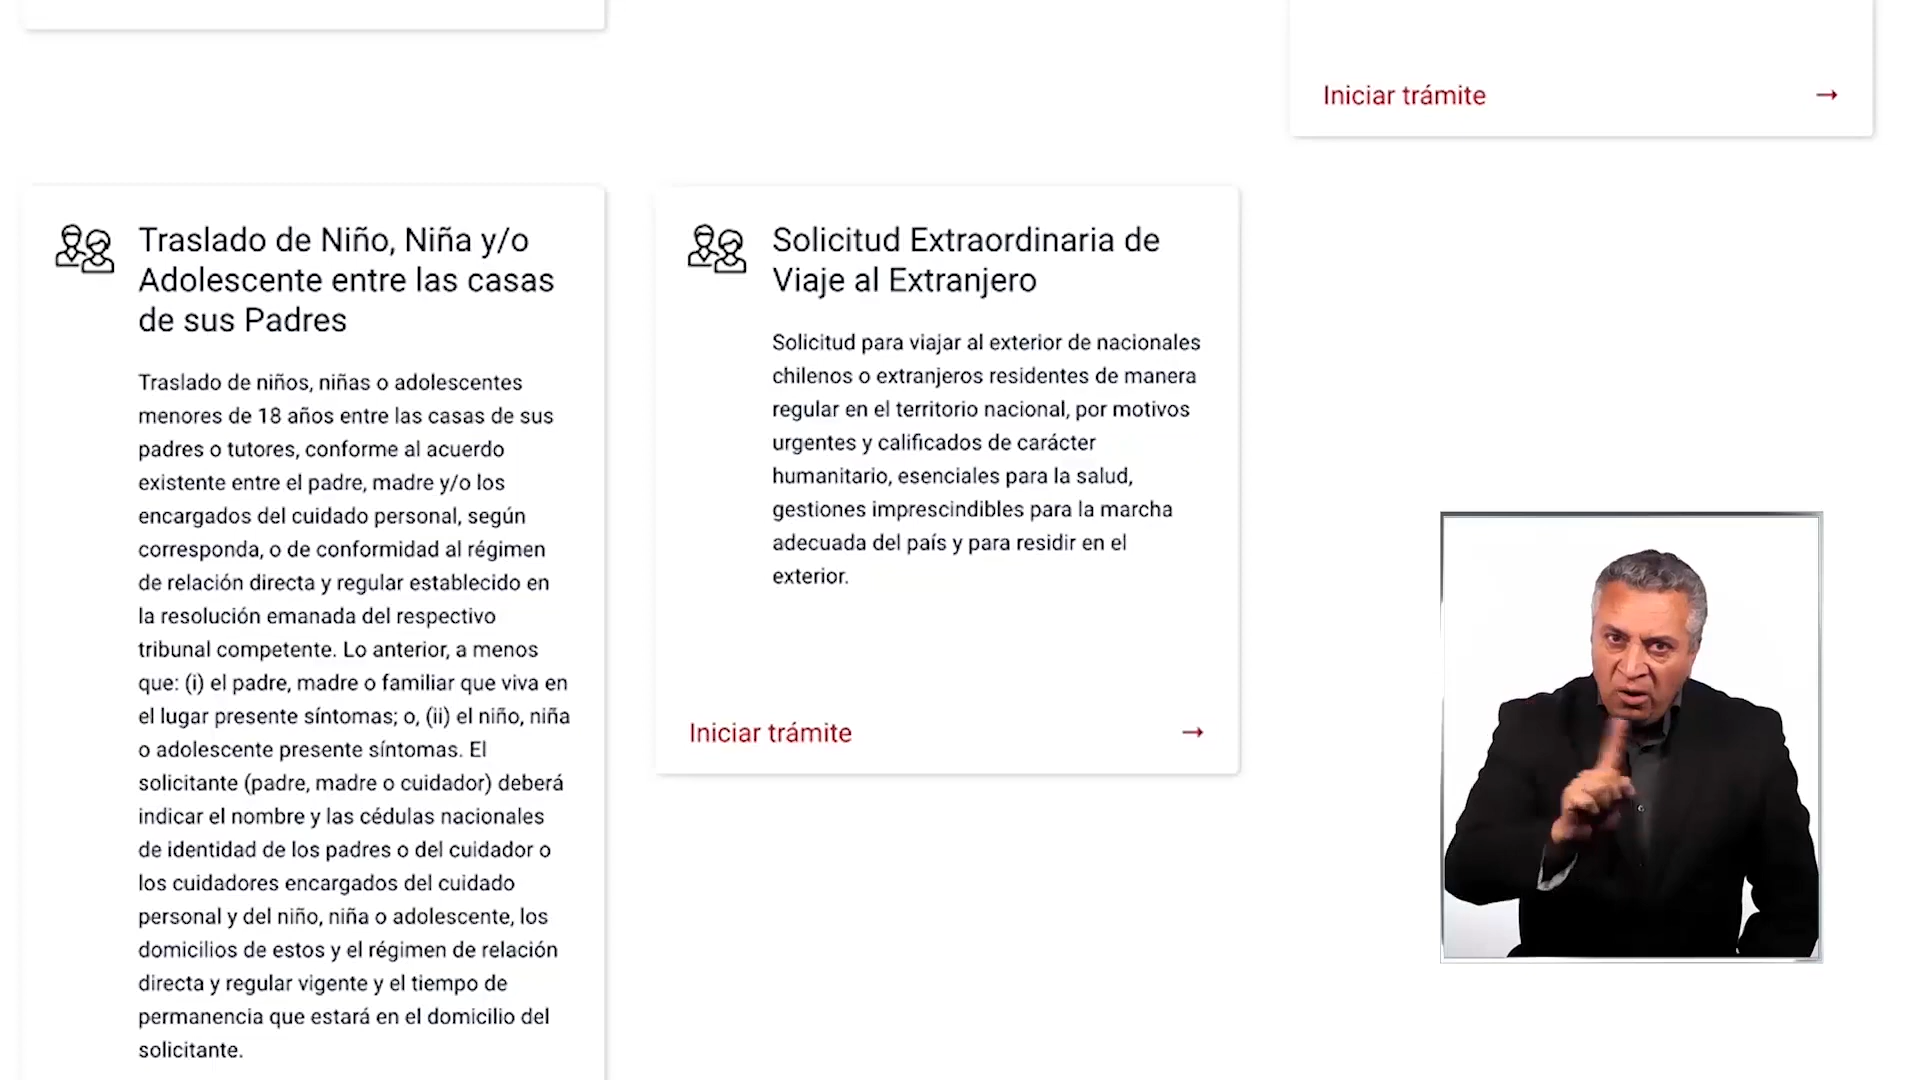 Iniciar trámite
Traslado de Niño, Niña y/o
Adolescente entre las casas
de sus Padres
Traslado de niños, niñas o adolescentes
menores de 18 años entre las casas de sus
padres o tutores, conforme al acuerdo
existente entre el padre, madre y/o los
encargados del cuidado personal, según
corresponda, o de conformidad al régimen
de relación directa y regular establecido en
la resolución emanada del respectivo
tribunal competente. Lo anterior, a menos
que: (i) el padre, madre o familiar que viva en
el lugar presente síntomas; o, (ii) el niño, niña
o adolescente presente síntomas. El
solicitante (padre, madre o cuidador) deberá
indicar el nombre y las cédulas nacionales
de identidad de los padres o del cuidador o
los cuidadores encargados del cuidado
personal y del niño, niña o adolescente, los
domicilios de estos y el régimen de relación
directa y regular vigente y el tiempo de
permanencia que estará en el domicilio del
solicitante.
Solicitud Extraordinaria de
Viaje al Extranjero
Solicitud para viajar al exterior de nacionales
chilenos o extranjeros residentes de manera
regular en el territorio nacional, por motivos
urgentes y calificados de carácter
humanitario, esenciales para la salud,
gestiones imprescindibles para la marcha
adecuada del país y para residir en el
exterior.
Iniciar trámite